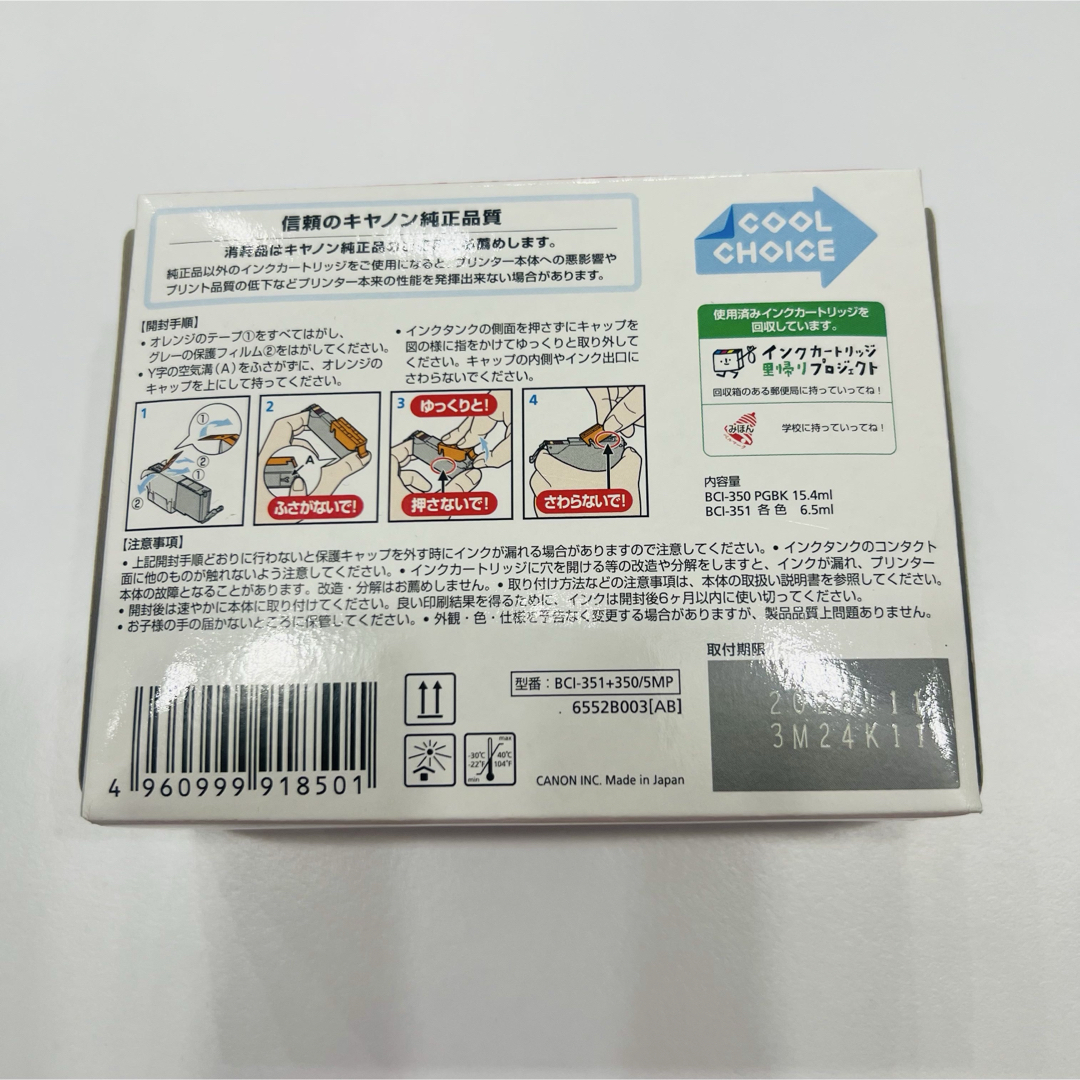 信頼のキヤノン純正品質
消耗品はキヤノン純正品の お薦めします。
純正品以外のインクカートリッジをご使用になると、プリンター本体への悪影響や
プリント品質の低下などプリンター本来の性能を発揮出来ない場合があります。
COOL
CHOICE
使用済みインクカートリッジを
回収しています。
インクカートリッジ
里帰りプロジェクト
回収箱のある郵便局に持っていってね!
みほん
学校に持っていってね!
【開封手順】
• オレンジのテープ①をすべてはがし、
グレーの保護フィルム②をはがしてください。
• Y字の空気溝(A)をふさがずに、オレンジの
キャップを上にして持ってください。
• インクタンクの側面を押さずにキャップを
図の様に指をかけてゆっくりと取り外して
ください。キャップの内側やインク出口に
さわらないでください。
1
①
②
①
②
2
A
ふさがないで!
3
ゆっくりと!
押さないで!
4
さわらないで!
内容量
BCI-350 PGBK 15.4ml
BCI-351 各色 6.5ml
【注意事項】
• 上記開封手順どおりに行わないと保護キャップを外す時にインクが漏れる場合がありますので注意してください。• インクタンクのコンタクト
面に他のものが触れないよう注意してください。• インクカートリッジに穴を開ける等の改造や分解をしますと、インクが漏れ、プリンター
本体の故障となることがあります。改造・分解はお薦めしません。• 取り付け方法などの注意事項は、本体の取扱い説明書を参照してください。
• 開封後は速やかに本体に取り付けてください。良い印刷結果を得るために、インクは開封後6ヶ月以内に使い切ってください。
• お子様の手の届かないところに保管してください。• 外観・色・仕様を予告なく変更する場合がありますが、製品品質上問題ありません。
取付期限
11
3M24K11
型番:BCI-351+350/5MP
6552B003[AB]
-30℃
-22°F
min
max
40℃
104°F
CANON INC. Made in Japan
4 960999 918501